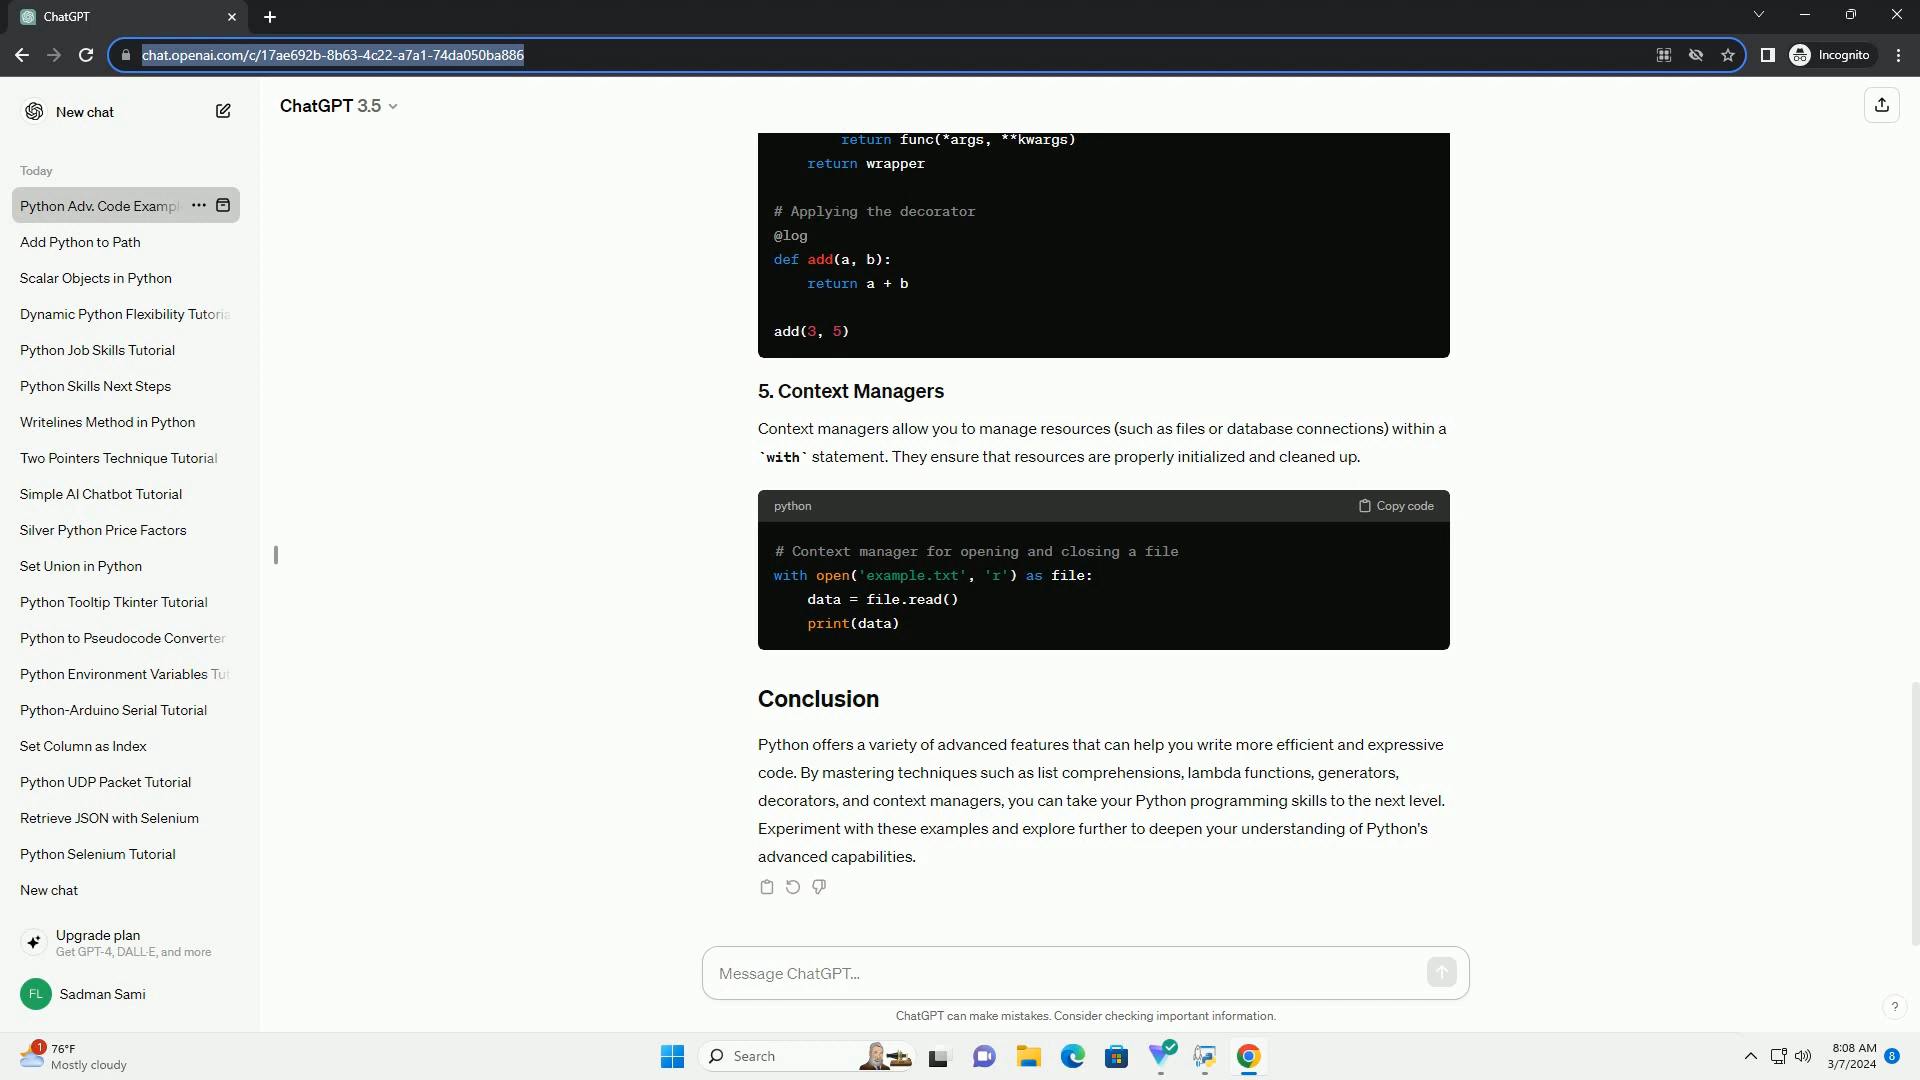 ChatGPT
chat.openai.com/c/17ae692b-8b63-4c22-a7a1-74da050ba886
Incognito
New chat
ChatGPT 3.5
Today
Python Adv. Code Exampl
Add Python to Path
Scalar Objects in Python
Dynamic Python Flexibility Tutoria
Python Job Skills Tutorial
Python Skills Next Steps
Writelines Method in Python
Two Pointers Technique Tutorial
Simple AI Chatbot Tutorial
Silver Python Price Factors
Set Union in Python
Python Tooltip Tkinter Tutorial
Python to Pseudocode Converter
Python Environment Variables Tut
Python-Arduino Serial Tutorial
Set Column as Index
Python UDP Packet Tutorial
Retrieve JSON with Selenium
Python Selenium Tutorial
New chat
Upgrade plan
Get GPT-4, DALL·E, and more
FL Sadman Sami
return func(*args, **kwargs)
return wrapper
# Applying the decorator
@log
def add(a, b):
return a + b
add(3, 5)
5. Context Managers
Context managers allow you to manage resources (such as files or database connections) within a
`with` statement. They ensure that resources are properly initialized and cleaned up.
python
Copy code
# Context manager for opening and closing a file
with open('example.txt', 'r') as file:
data = file.read()
print(data)
Conclusion
Python offers a variety of advanced features that can help you write more efficient and expressive
code. By mastering techniques such as list comprehensions, lambda functions, generators,
decorators, and context managers, you can take your Python programming skills to the next level.
Experiment with these examples and explore further to deepen your understanding of Python's
advanced capabilities.
Message ChatGPT...
ChatGPT can make mistakes. Consider checking important information.
?
1
76°F
Mostly cloudy
Search
8:08 AM
3/7/2024
8